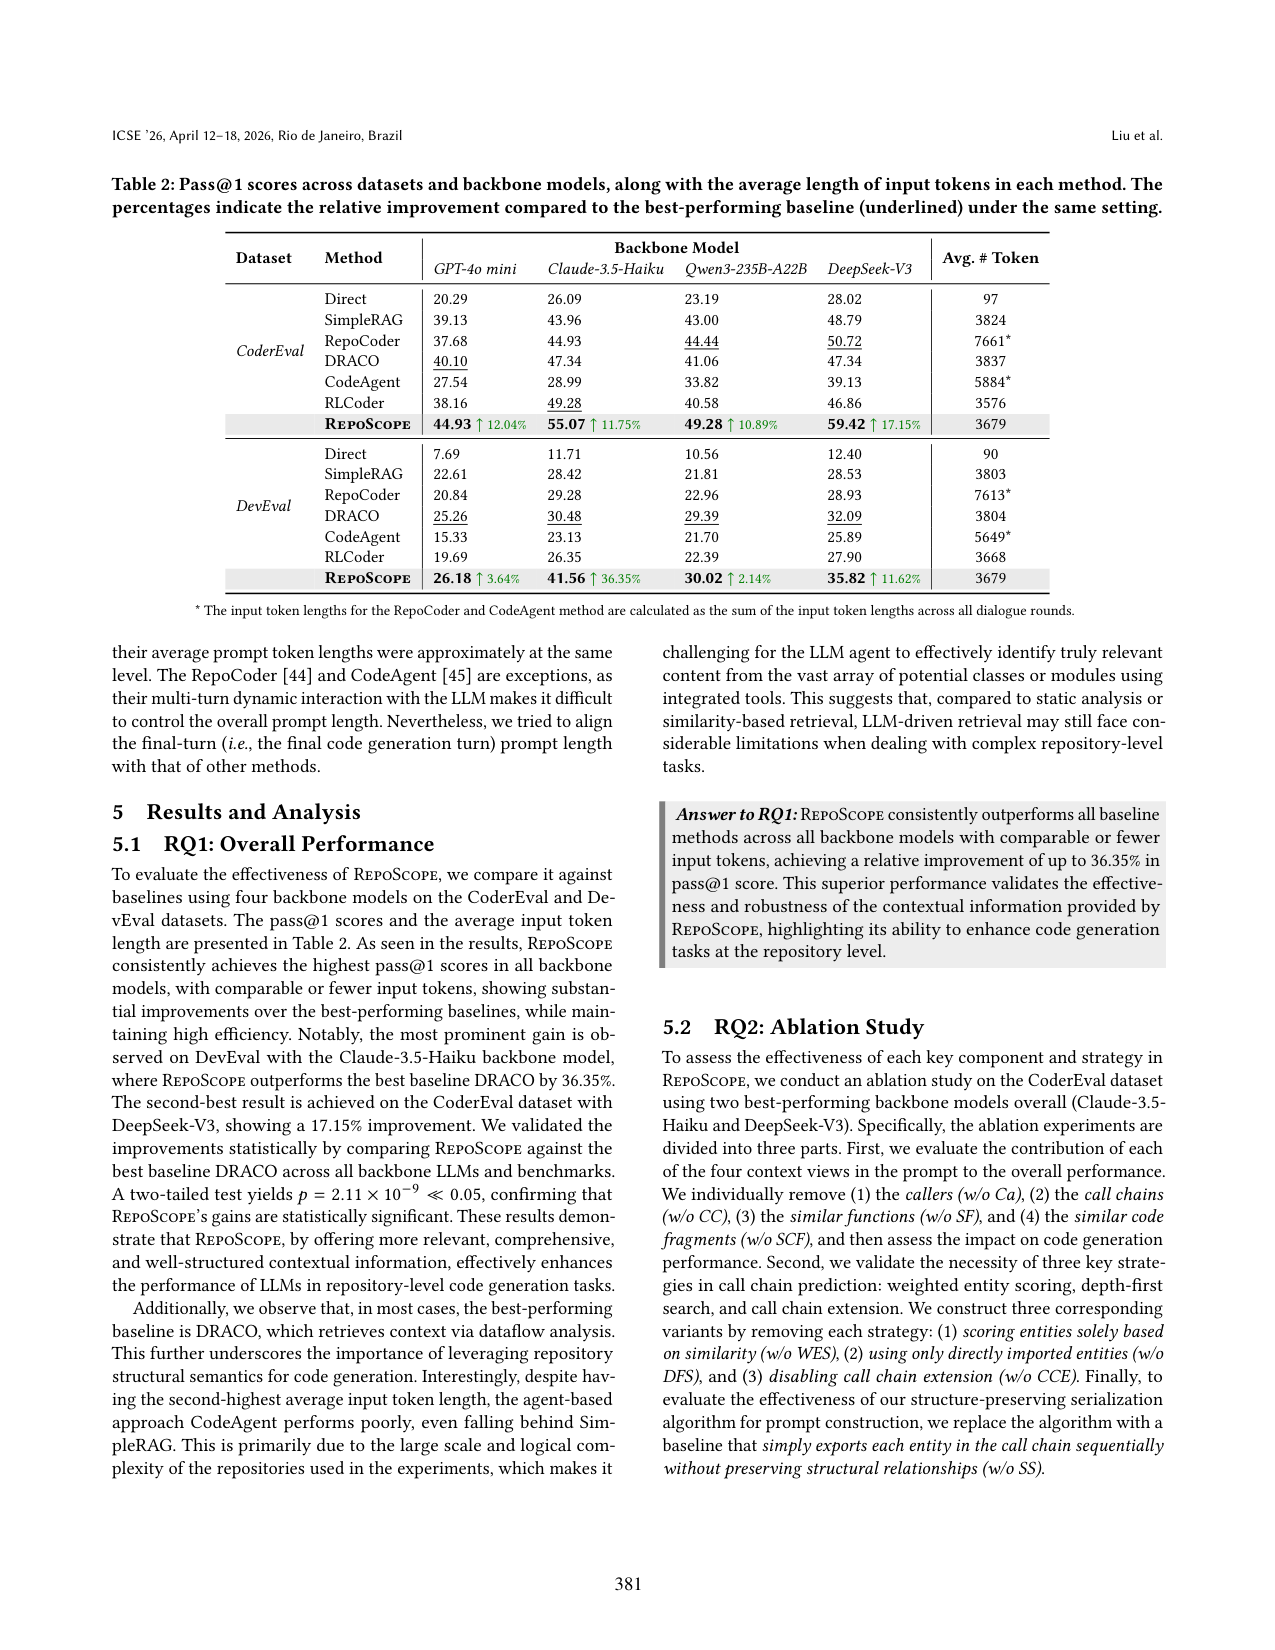 ICSE ’26, April 12–18, 2026, Rio de Janeiro, Brazil
Liu et al.
Table 2: Pass@1 scores across datasets and backbone models, along with the average length of input tokens in each method. The
percentages indicate the relative improvement compared to the best-performing baseline (underlined) under the same setting.
Dataset Method Backbone Model Avg. # Token
GPT-4o mini Claude-3.5-Haiku Qwen3-235B-A22B DeepSeek-V3
CoderEval
Direct 20.29 26.09 23.19 28.02 97
SimpleRAG 39.13 43.96 43.00 48.79 3824
RepoCoder 37.68 44.93 44.44 50.72 7661*
DRACO 40.10 47.34 41.06 47.34 3837
CodeAgent 27.54 28.99 33.82 39.13 5884*
RLCoder 38.16 49.28 40.58 46.86 3576
RepoScope 44.93 ↑ 12.04% 55.07 ↑ 11.75% 49.28 ↑ 10.89% 59.42 ↑ 17.15% 3679
DevEval
Direct 7.69 11.71 10.56 12.40 90
SimpleRAG 22.61 28.42 21.81 28.53 3803
RepoCoder 20.84 29.28 22.96 28.93 7613*
DRACO 25.26 30.48 29.39 32.09 3804
CodeAgent 15.33 23.13 21.70 25.89 5649*
RLCoder 19.69 26.35 22.39 27.90 3668
RepoScope 26.18 ↑ 3.64% 41.56 ↑ 36.35% 30.02 ↑ 2.14% 35.82 ↑ 11.62% 3679
* The input token lengths for the RepoCoder and CodeAgent method are calculated as the sum of the input token lengths across all dialogue rounds.
their average prompt token lengths were approximately at the same
level. The RepoCoder [44] and CodeAgent [45] are exceptions, as
their multi-turn dynamic interaction with the LLM makes it difficult
to control the overall prompt length. Nevertheless, we tried to align
the final-turn (i.e., the final code generation turn) prompt length
with that of other methods.
5 Results and Analysis
5.1 RQ1: Overall Performance
To evaluate the effectiveness of RepoScope, we compare it against
baselines using four backbone models on the CoderEval and De-
vEval datasets. The pass@1 scores and the average input token
length are presented in Table 2. As seen in the results, RepoScope
consistently achieves the highest pass@1 scores in all backbone
models, with comparable or fewer input tokens, showing substan-
tial improvements over the best-performing baselines, while main-
taining high efficiency. Notably, the most prominent gain is ob-
served on DevEval with the Claude-3.5-Haiku backbone model,
where RepoScope outperforms the best baseline DRACO by 36.35%.
The second-best result is achieved on the CoderEval dataset with
DeepSeek-V3, showing a 17.15% improvement. We validated the
improvements statistically by comparing RepoScope against the
best baseline DRACO across all backbone LLMs and benchmarks.
A two-tailed test yields p = 2.11 × 10⁻⁹ ≪ 0.05, confirming that
RepoScope’s gains are statistically significant. These results demon-
strate that RepoScope, by offering more relevant, comprehensive,
and well-structured contextual information, effectively enhances
the performance of LLMs in repository-level code generation tasks.
Additionally, we observe that, in most cases, the best-performing
baseline is DRACO, which retrieves context via dataflow analysis.
This further underscores the importance of leveraging repository
structural semantics for code generation. Interestingly, despite hav-
ing the second-highest average input token length, the agent-based
approach CodeAgent performs poorly, even falling behind Sim-
pleRAG. This is primarily due to the large scale and logical com-
plexity of the repositories used in the experiments, which makes it
challenging for the LLM agent to effectively identify truly relevant
content from the vast array of potential classes or modules using
integrated tools. This suggests that, compared to static analysis or
similarity-based retrieval, LLM-driven retrieval may still face con-
siderable limitations when dealing with complex repository-level
tasks.
Answer to RQ1: RepoScope consistently outperforms all baseline
methods across all backbone models with comparable or fewer
input tokens, achieving a relative improvement of up to 36.35% in
pass@1 score. This superior performance validates the effective-
ness and robustness of the contextual information provided by
RepoScope, highlighting its ability to enhance code generation
tasks at the repository level.
5.2 RQ2: Ablation Study
To assess the effectiveness of each key component and strategy in
RepoScope, we conduct an ablation study on the CoderEval dataset
using two best-performing backbone models overall (Claude-3.5-
Haiku and DeepSeek-V3). Specifically, the ablation experiments are
divided into three parts. First, we evaluate the contribution of each
of the four context views in the prompt to the overall performance.
We individually remove (1) the callers (w/o Ca), (2) the call chains
(w/o CC), (3) the similar functions (w/o SF), and (4) the similar code
fragments (w/o SCF), and then assess the impact on code generation
performance. Second, we validate the necessity of three key strate-
gies in call chain prediction: weighted entity scoring, depth-first
search, and call chain extension. We construct three corresponding
variants by removing each strategy: (1) scoring entities solely based
on similarity (w/o WES), (2) using only directly imported entities (w/o
DFS), and (3) disabling call chain extension (w/o CCE). Finally, to
evaluate the effectiveness of our structure-preserving serialization
algorithm for prompt construction, we replace the algorithm with a
baseline that simply exports each entity in the call chain sequentially
without preserving structural relationships (w/o SS).
381